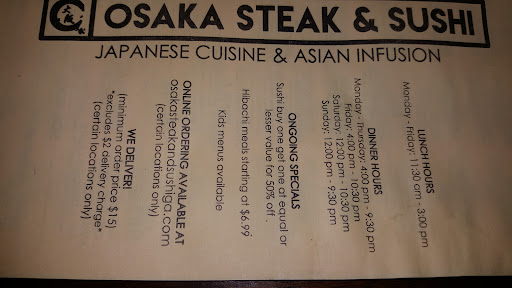 OSAKA STEAK & SUSHI
JAPANESE CUISINE & ASIAN INFUSION
LUNCH HOURS
Monday - Friday: 11:30 am - 3:00 pm
DINNER HOURS
Monday - Thursday: 4:00 pm - 9:30 pm
Friday: 4:00 pm - 10:30 pm
Saturday: 12:00 pm - 10:30 pm
Sunday: 12:00 pm - 9:30 pm
ONGOING SPECIALS
Sushi buy one get one at equal or
lesser value for 50% off.
Hibachi meals starting at $6.99
Kids menus available
ONLINE ORDERING AVAILABLE AT
osakasteakandsushiga.com
(certain locations only)
WE DELIVER!
(minimum order price $15)
*excludes $2 delivery charge*
(certain locations only)